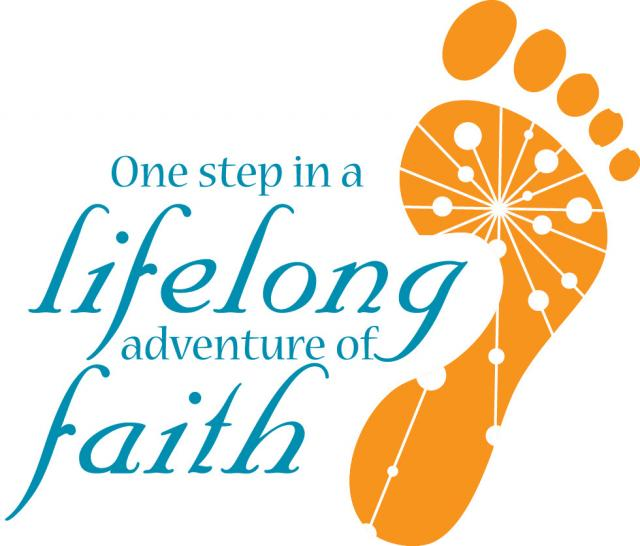 One step in a
lifelong
adventure of
faith